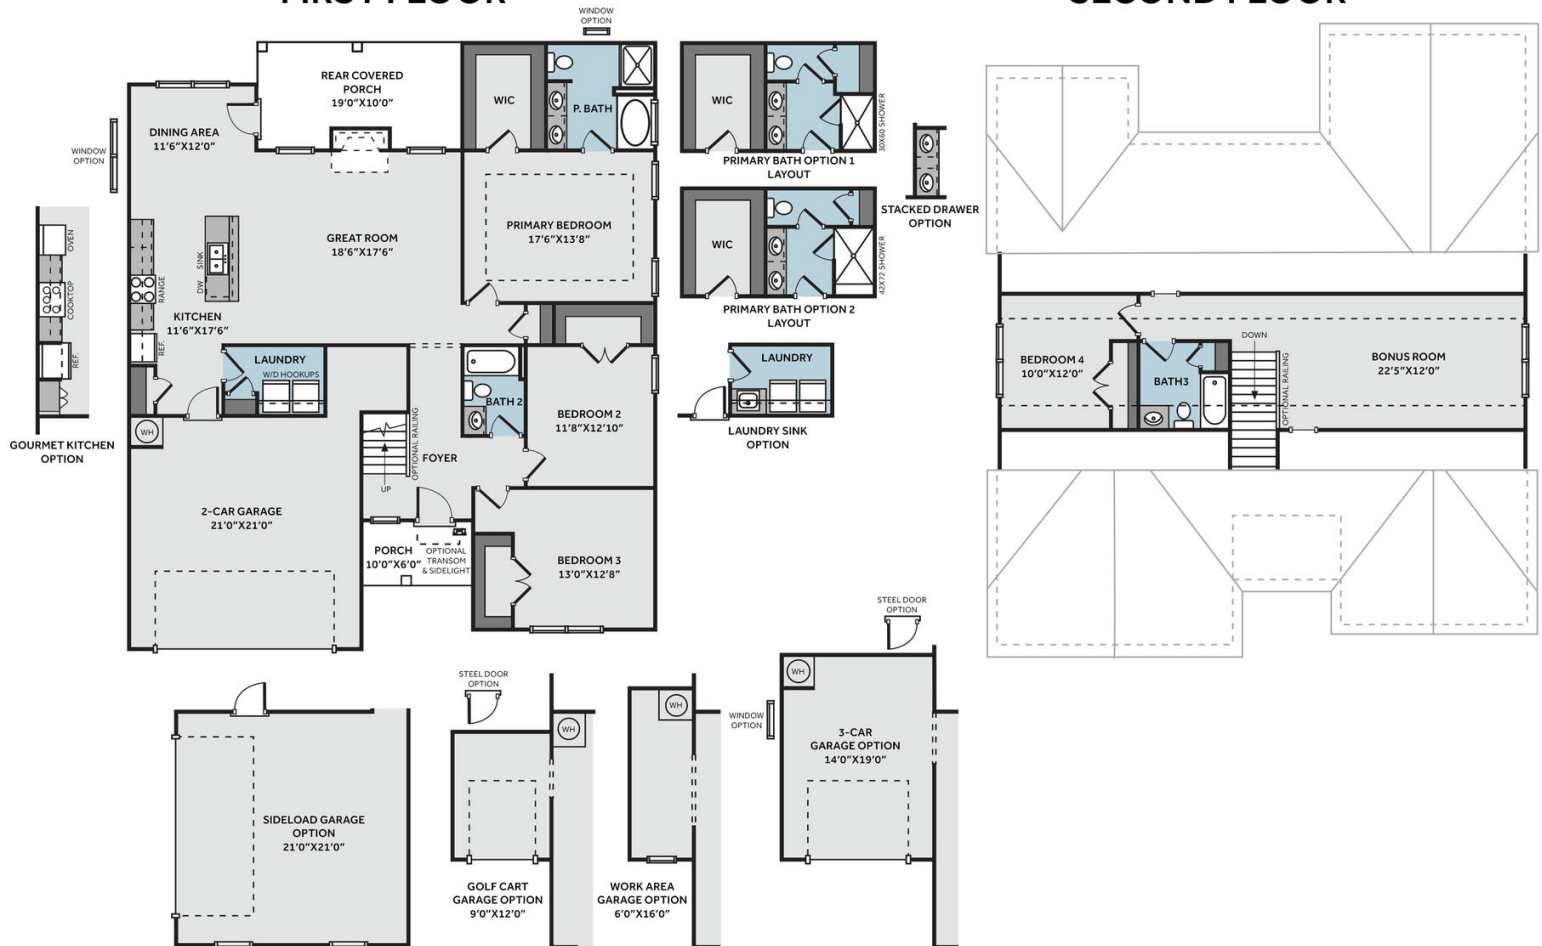 FIRST FLOOR
SECOND FLOOR
WINDOW
OPTION
REAR COVERED
PORCH
19'0"X10'0"
WIC
P. BATH
DINING AREA
11'6"X12'0"
WINDOW
OPTION
GREAT ROOM
18'6"X17'6"
PRIMARY BEDROOM
17'6"X13'8"
SINK
DW
RANGE
REF.
KITCHEN
11'6"X17'6"
LAUNDRY
W/D HOOKUPS
BATH 2
BEDROOM 2
11'8"X12'10"
WH
OPTIONAL RAILING
FOYER
UP
2-CAR GARAGE
21'0"X21'0"
PORCH
10'0"X6'0"
OPTIONAL
TRANSOM
& SIDELIGHT
BEDROOM 3
13'0"X12'8"
OVEN
COOKTOP
REF.
GOURMET KITCHEN
OPTION
WIC
30X60 SHOWER
PRIMARY BATH OPTION 1
LAYOUT
WIC
42X72 SHOWER
PRIMARY BATH OPTION 2
LAYOUT
STACKED DRAWER
OPTION
LAUNDRY
LAUNDRY SINK
OPTION
BEDROOM 4
10'0"X12'0"
BATH3
DOWN
OPTIONAL RAILING
BONUS ROOM
22'5"X12'0"
SIDELOAD GARAGE
OPTION
21'0"X21'0"
STEEL DOOR
OPTION
WH
GOLF CART
GARAGE OPTION
9'0"X12'0"
WH
WORK AREA
GARAGE OPTION
6'0"X16'0"
STEEL DOOR
OPTION
WH
WINDOW
OPTION
3-CAR
GARAGE OPTION
14'0"X19'0"